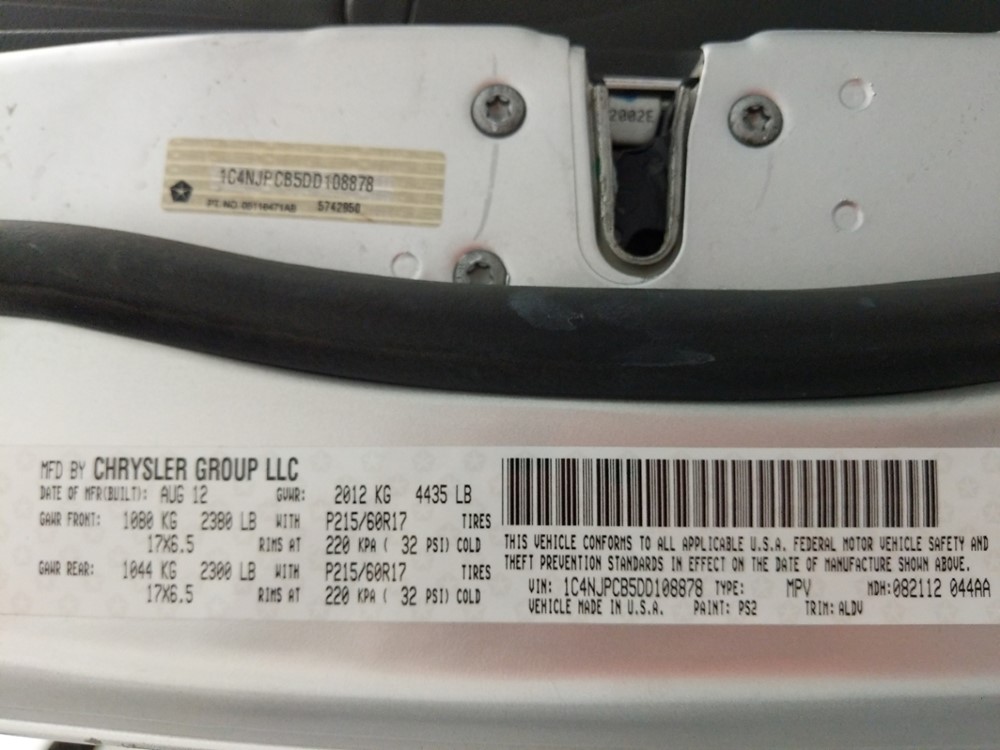 2002E
1C4NJPCB5DD108878
PT. NO. 05116471AB 5742950
MFD BY CHRYSLER GROUP LLC
DATE OF MFR(BUILT): AUG 12 GVWR: 2012 KG 4435 LB
GAWR FRONT: 1080 KG 2380 LB WITH P215/60R17 TIRES
17X6.5 RIMS AT 220 KPA ( 32 PSI) COLD
GAWR REAR: 1044 KG 2300 LB WITH P215/60R17 TIRES
17X6.5 RIMS AT 220 KPA ( 32 PSI) COLD
THIS VEHICLE CONFORMS TO ALL APPLICABLE U.S.A. FEDERAL MOTOR VEHICLE SAFETY AND
THEFT PREVENTION STANDARDS IN EFFECT ON THE DATE OF MANUFACTURE SHOWN ABOVE.
VIN: 1C4NJPCB5DD108878 TYPE: MPV MDH:082112 044AA
VEHICLE MADE IN U.S.A. PAINT: PS2 TRIM: ALDV